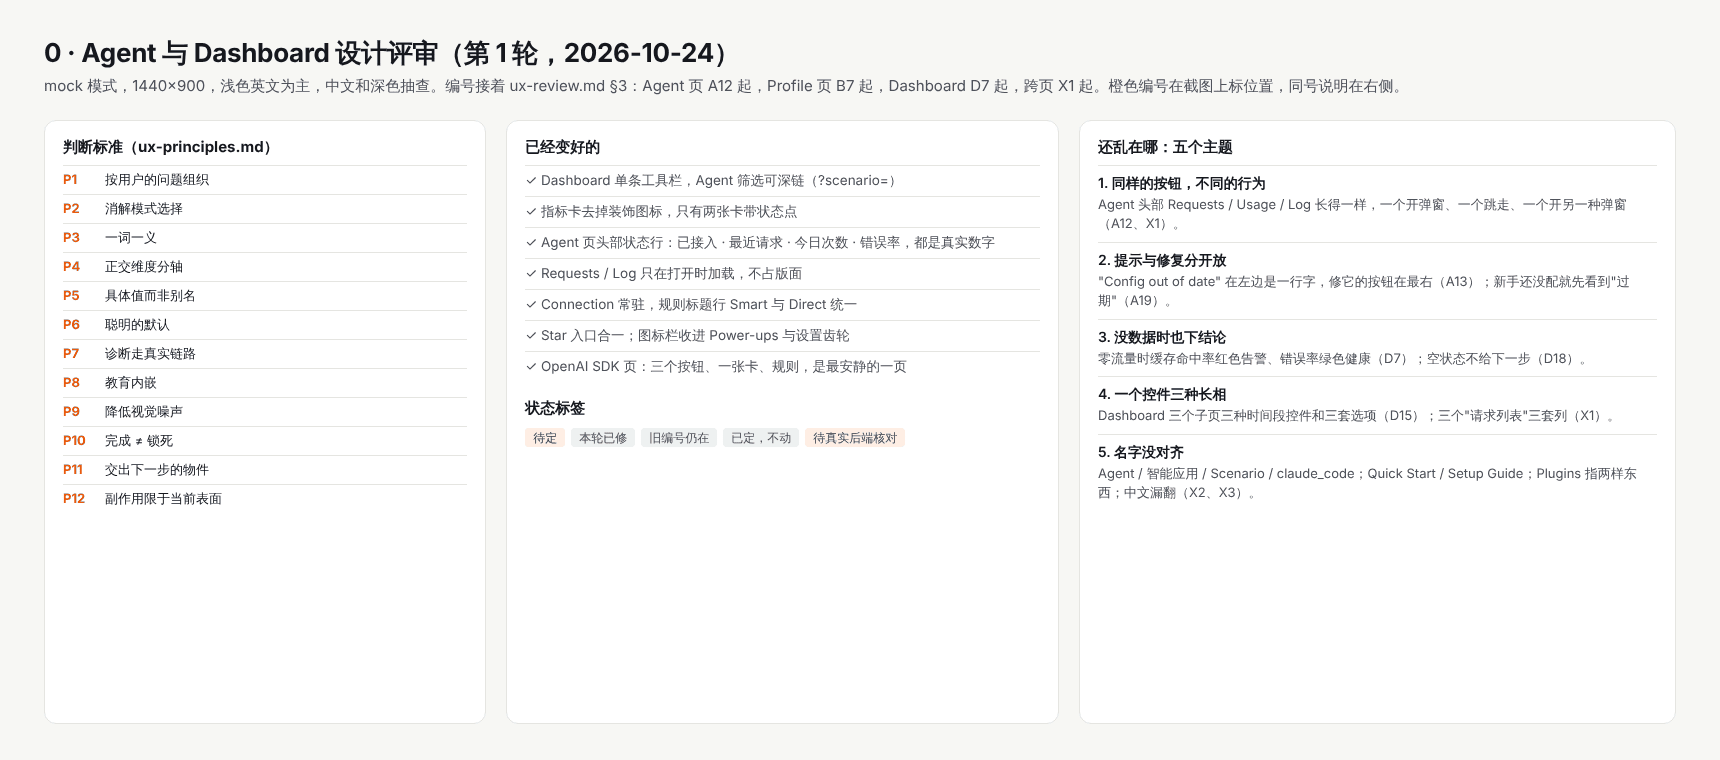 0 · Agent 与 Dashboard 设计评审（第 1 轮，2026-10-24）
mock 模式，1440×900，浅色英文为主，中文和深色抽查。编号接着 ux-review.md §3：Agent 页 A12 起，Profile 页 B7 起，Dashboard D7 起，跨页 X1 起。橙色编号在截图上标位置，同号说明在右侧。
判断标准（ux-principles.md）
P1 按用户的问题组织
P2 消解模式选择
P3 一词一义
P4 正交维度分轴
P5 具体值而非别名
P6 聪明的默认
P7 诊断走真实链路
P8 教育内嵌
P9 降低视觉噪声
P10 完成 ≠ 锁死
P11 交出下一步的物件
P12 副作用限于当前表面
已经变好的
✓ Dashboard 单条工具栏，Agent 筛选可深链（?scenario=）
✓ 指标卡去掉装饰图标，只有两张卡带状态点
✓ Agent 页头部状态行：已接入 · 最近请求 · 今日次数 · 错误率，都是真实数字
✓ Requests / Log 只在打开时加载，不占版面
✓ Connection 常驻，规则标题行 Smart 与 Direct 统一
✓ Star 入口合一；图标栏收进 Power-ups 与设置齿轮
✓ OpenAI SDK 页：三个按钮、一张卡、规则，是最安静的一页
状态标签
待定 本轮已修 旧编号仍在 已定，不动 待真实后端核对
还乱在哪：五个主题
1. 同样的按钮，不同的行为
Agent 头部 Requests / Usage / Log 长得一样，一个开弹窗、一个跳走、一个开另一种弹窗
（A12、X1）。
2. 提示与修复分开放
"Config out of date" 在左边是一行字，修它的按钮在最右（A13）；新手还没配就先看到"过
期"（A19）。
3. 没数据时也下结论
零流量时缓存命中率红色告警、错误率绿色健康（D7）；空状态不给下一步（D18）。
4. 一个控件三种长相
Dashboard 三个子页三种时间段控件和三套选项（D15）；三个"请求列表"三套列（X1）。
5. 名字没对齐
Agent / 智能应用 / Scenario / claude_code；Quick Start / Setup Guide；Plugins 指两样东
西；中文漏翻（X2、X3）。